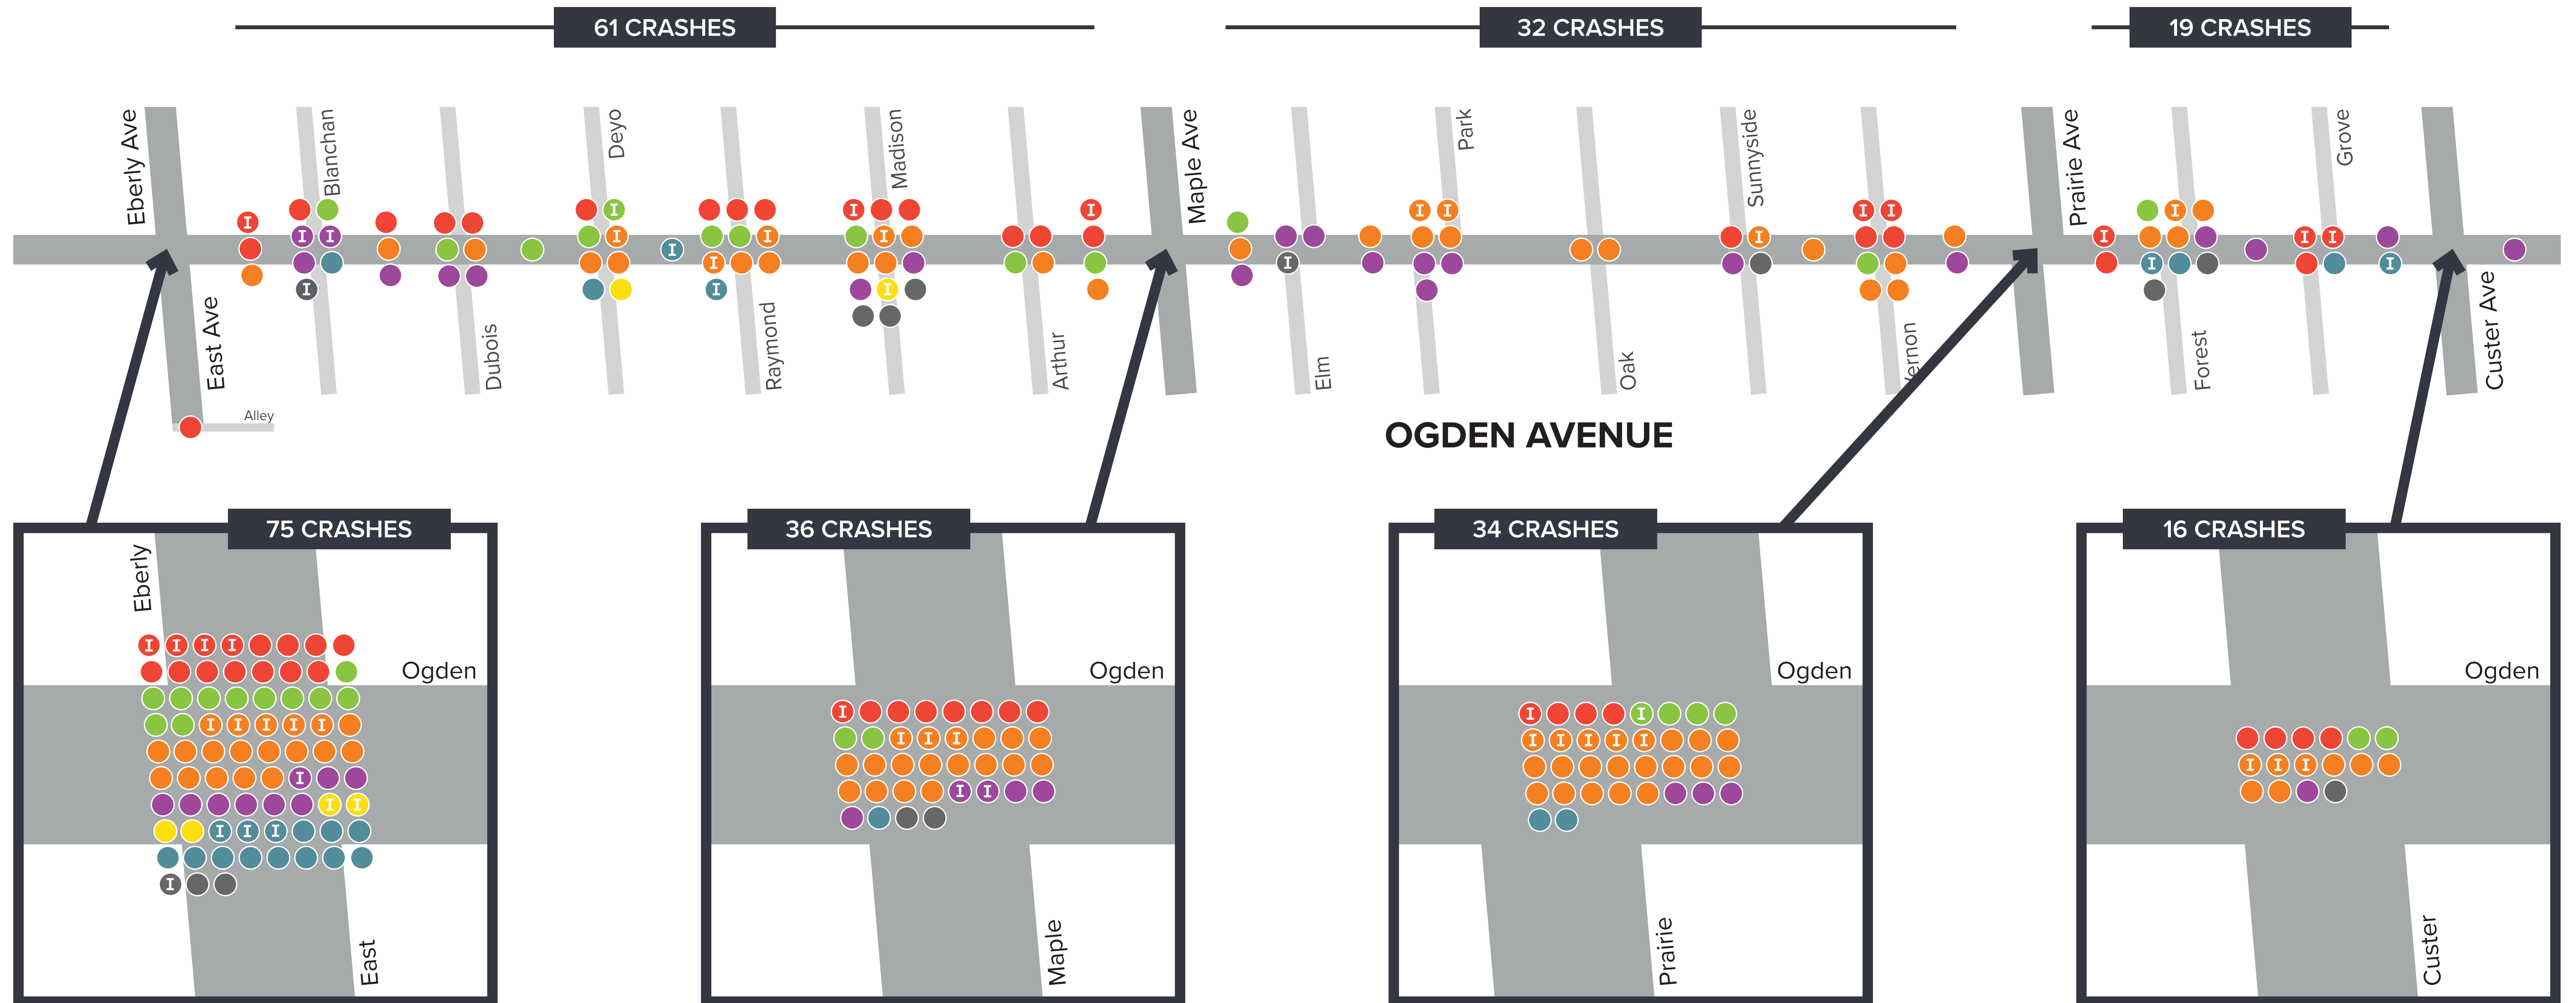 61 CRASHES
32 CRASHES
19 CRASHES
Eberly Ave
Blanchan
Deyo
Madison
Maple Ave
Park
Sunnyside
Prairie Ave
Grove
I
I I
I
I
I
I
I
I
I
I
I
I
I
I
I I
I
I I
I
I
I
I I
I
East Ave
Dubois
Raymond
Arthur
Elm
Oak
Forest
Custer Ave
Alley
OGDEN AVENUE
75 CRASHES
Eberly
Ogden
I I I I
I I I I I
I
I I
I I I
I
East
36 CRASHES
Ogden
I
I I I
I I
Maple
34 CRASHES
Ogden
I I
I I I I I
Prairie
16 CRASHES
Ogden
I I I
Custer